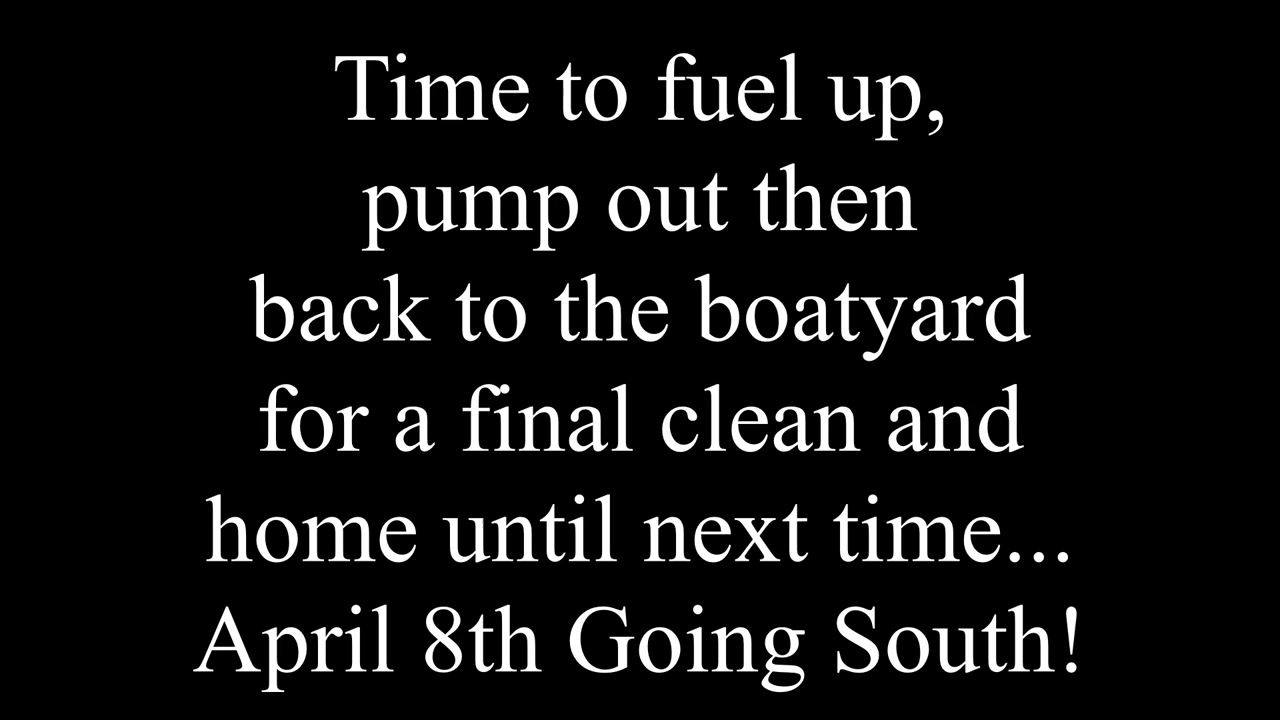 Time to fuel up,
pump out then
back to the boatyard
for a final clean and
home until next time...
April 8th Going South!